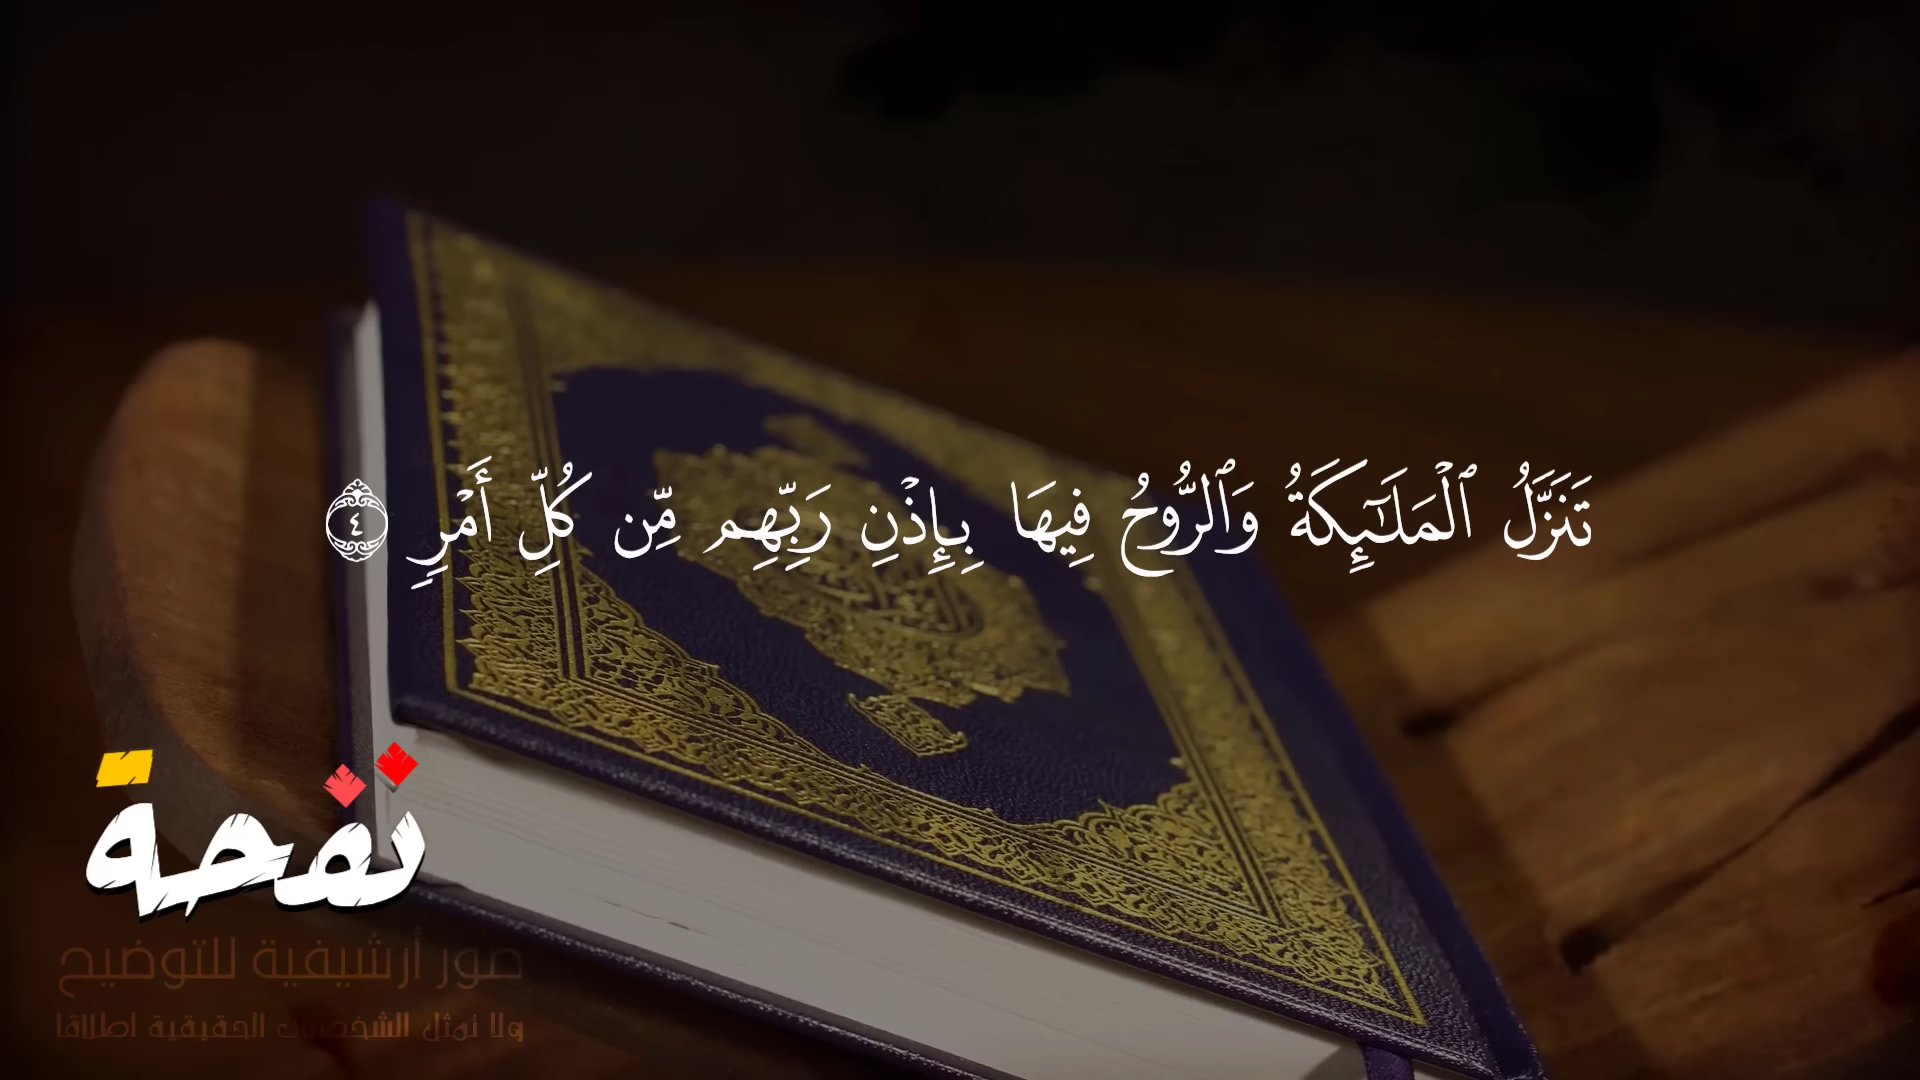 تَنَزَّلُ ٱلْمَلَـٰٓئِكَةُ وَٱلرُّوحُ فِيهَا بِإِذْنِ رَبِّهِم مِّن كُلِّ أَمْرٍۢ ٤
نفحة
صور أرشيفية للتوضيح
ولا تمثل الشخصيات الحقيقية اطلاقا